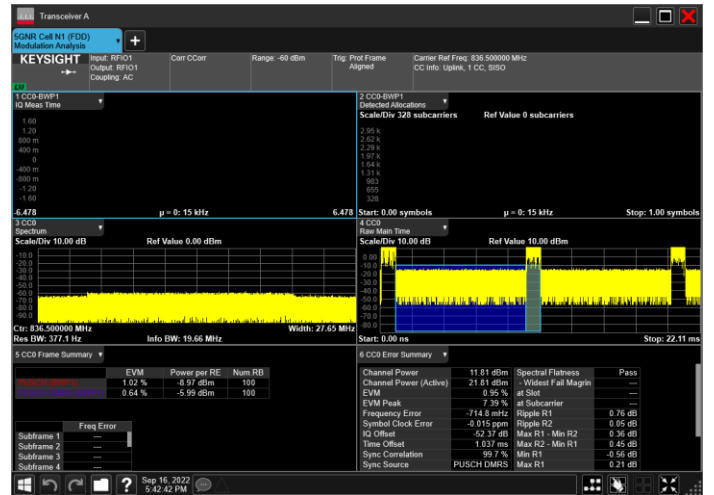 Transceiver A
5GNR Cell N1 (FDD)
Modulation Analysis
KEYSIGHT
Input: RFIO1
Output: RFIO1
Coupling: AC
Corr CCorr
Range: -60 dBm
Trig: Prot Frame
Aligned
Carrier Ref Freq: 836.500000 MHz
CC Info: Uplink, 1 CC, SISO
1 CC0-BWP1
IQ Meas Time
1.60
1.20
800 m
400 m
0
-400 m
-800 m
-1.20
-1.60
-6.478 µ = 0: 15 kHz 6.478
2 CC0-BWP1
Detected Allocations
Scale/Div 328 subcarriers Ref Value 0 subcarriers
2.95 k
2.62 k
2.29 k
1.97 k
1.64 k
1.31 k
983
655
328
Start: 0.00 symbols µ = 0: 15 kHz Stop: 1.00 symbols
3 CC0
Spectrum
Scale/Div 10.00 dB Ref Value 0.00 dBm
-10.0
-20.0
-30.0
-40.0
-50.0
-60.0
-70.0
-80.0
-90.0
Ctr: 836.500000 MHz Width: 27.65 MHz
Res BW: 377.1 Hz Info BW: 19.66 MHz
4 CC0
Raw Main Time
Scale/Div 10.00 dB Ref Value 10.00 dBm
0.00
-10.0
-20.0
-30.0
-40.0
-50.0
-60.0
-70.0
-80.0
Start: 0.00 ns Stop: 22.11 ms
5 CC0 Frame Summary
EVM Power per RE Num RB
1.02 % -8.97 dBm 100
0.64 % -5.99 dBm 100
Freq Error
Subframe 1 ---
Subframe 2 ---
Subframe 3 ---
Subframe 4 ---
6 CC0 Error Summary
Channel Power 11.81 dBm Spectral Flatness Pass
Channel Power (Active) 21.81 dBm - Widest Fail Magrin ---
EVM 0.95 % at Slot ---
EVM Peak 7.39 % at Subcarrier ---
Frequency Error -714.8 mHz Ripple R1 0.76 dB
Symbol Clock Error -0.015 ppm Ripple R2 0.05 dB
IQ Offset -52.37 dB Max R1 - Min R2 0.36 dB
Time Offset 1.037 ms Max R2 - Min R1 0.45 dB
Sync Correlation 99.7 % Min R1 -0.56 dB
Sync Source PUSCH DMRS Max R1 0.21 dB
Sep 16, 2022
5:42:42 PM